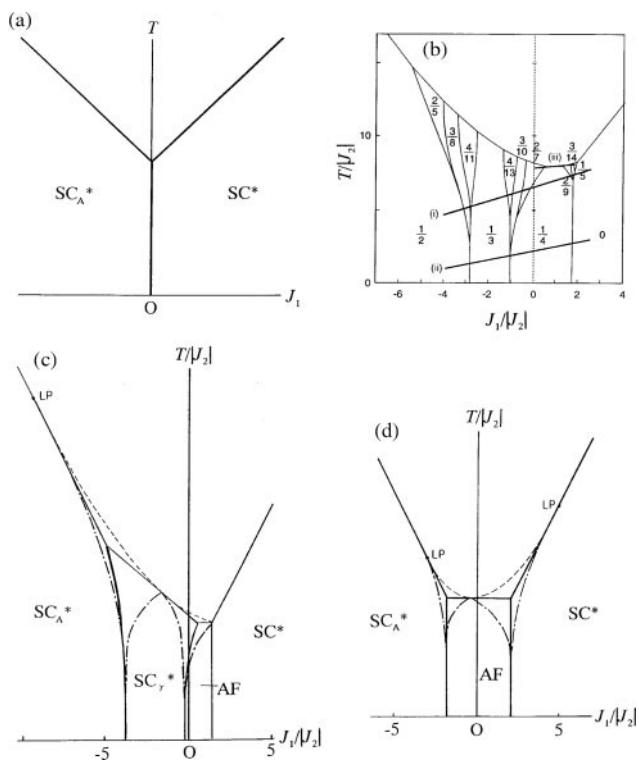 (a)
T
SC_A*
SC*
O
J_1
(b)
T/|J_2|
10
5
0
2/5
3/8
4/11
4/13
3/10
2/7
(iii)
3/14
1/5
2/9
(i)
1/2
1/3
1/4
0
(ii)
-6
-4
-2
0
2
4
J_1/|J_2|
(c)
T/|J_2|
LP
SC_A*
SC_γ*
AF
SC*
-5
O
5
J_1/|J_2|
(d)
T/|J_2|
LP
LP
SC_A*
AF
SC*
-5
O
5
J_1/|J_2|